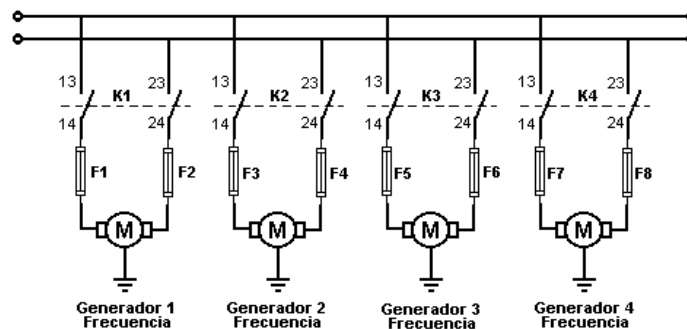 13 23 13 23 13 23 13 23
K1 K2 K3 K4
14 24 14 24 14 24 14 24
F1 F2 F3 F4 F5 F6 F7 F8
M M M M
Generador 1 Generador 2 Generador 3 Generador 4
Frecuencia Frecuencia Frecuencia Frecuencia